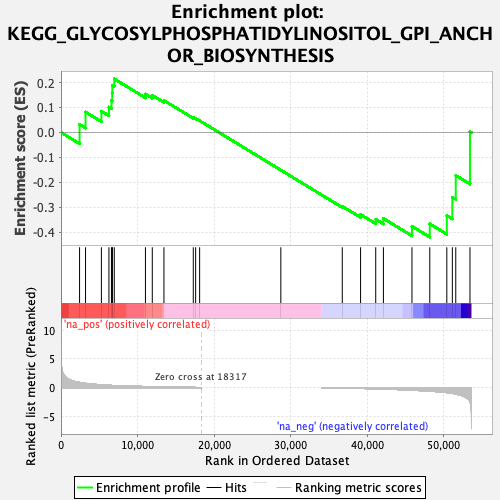 Enrichment plot:
KEGG_GLYCOSYLPHOSPHATIDYLINOSITOL_GPI_ANCH
OR_BIOSYNTHESIS
Enrichment score (ES)
0.2
0.1
0.0
-0.1
-0.2
-0.3
-0.4
'na_pos' (positively correlated)
Ranked list metric (PreRanked)
10
5
0
-5
Zero cross at 18317
'na_neg' (negatively correlated)
0
10,000
20,000
30,000
40,000
50,000
Rank in Ordered Dataset
Enrichment profile
Hits
Ranking metric scores